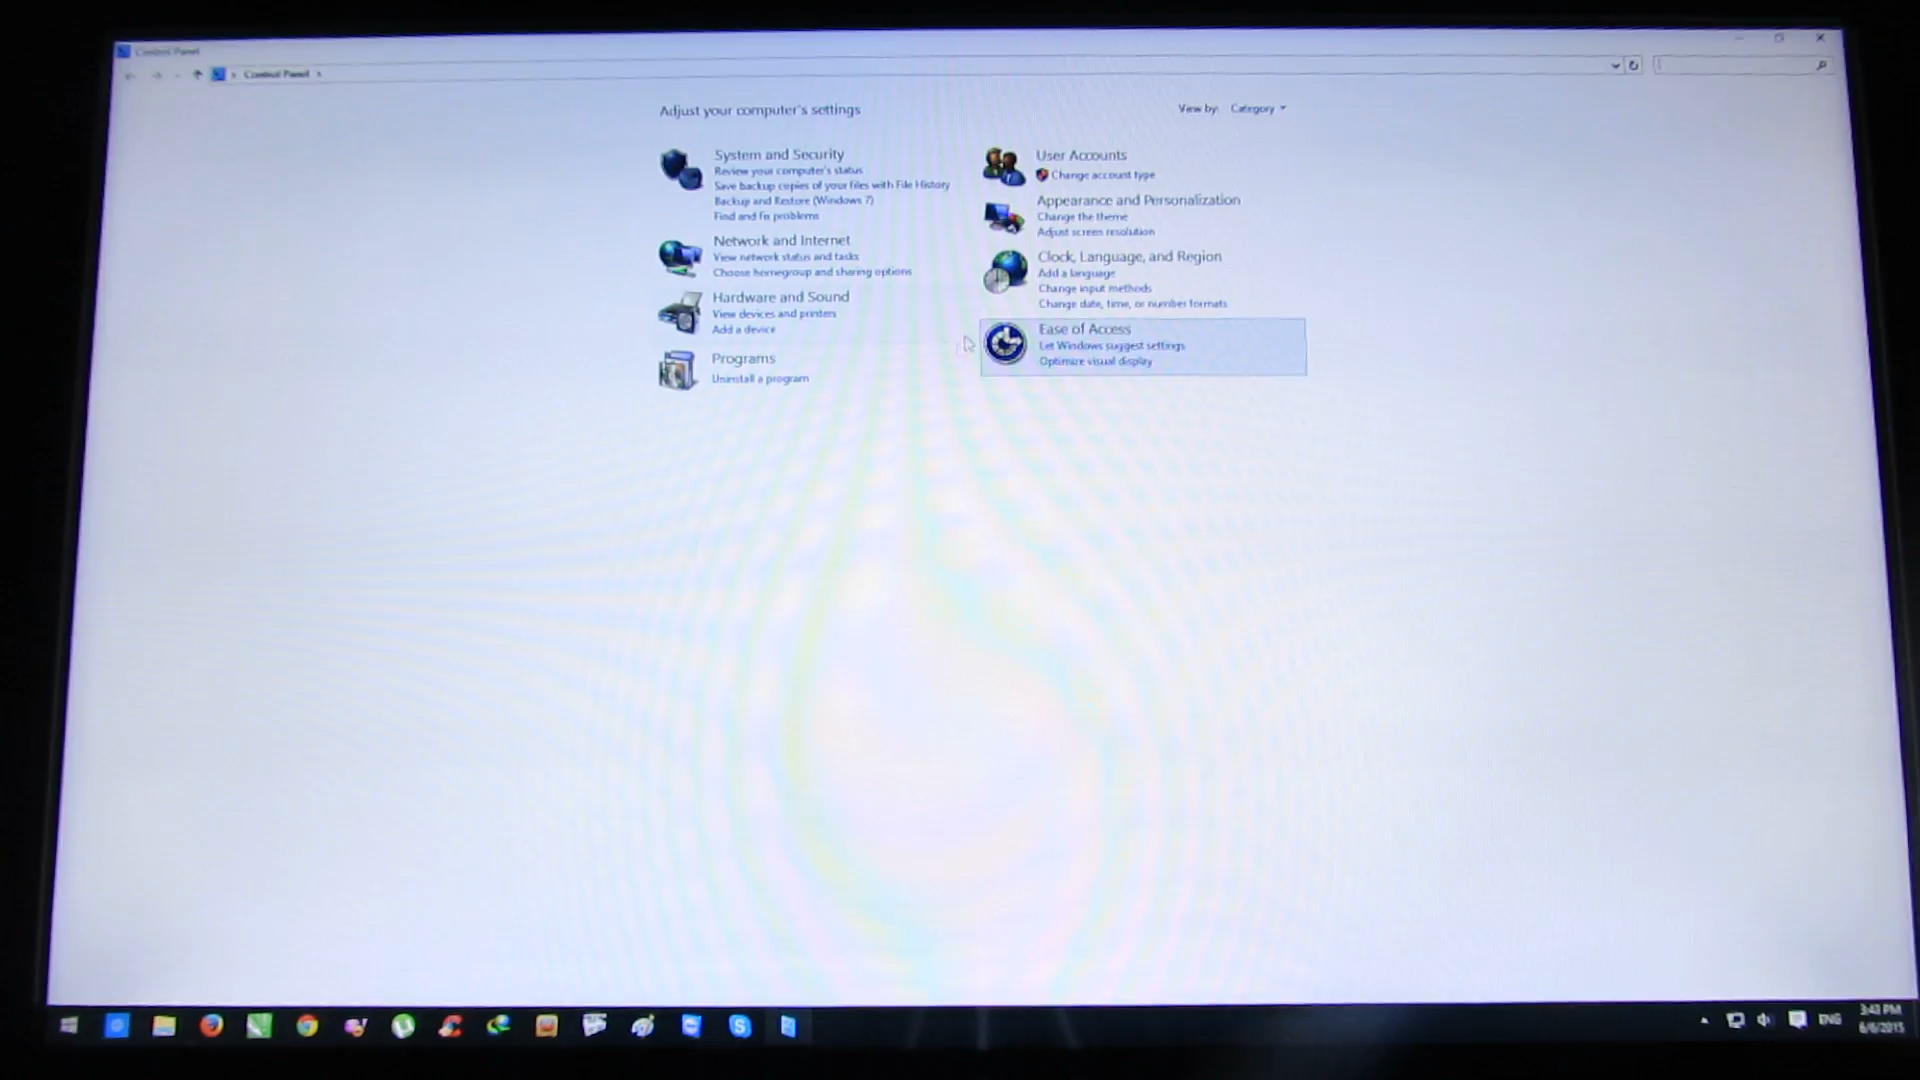 Control Panel
Control Panel
Adjust your computer's settings
View by: Category
System and Security
Review your computer's status
Save backup copies of your files with File History
Backup and Restore (Windows 7)
Find and fix problems
Network and Internet
View network status and tasks
Choose homegroup and sharing options
Hardware and Sound
View devices and printers
Add a device
Programs
Uninstall a program
User Accounts
Change account type
Appearance and Personalization
Change the theme
Adjust screen resolution
Clock, Language, and Region
Add a language
Change input methods
Change date, time, or number formats
Ease of Access
Let Windows suggest settings
Optimize visual display
ENG
3:43 PM
6/6/2015